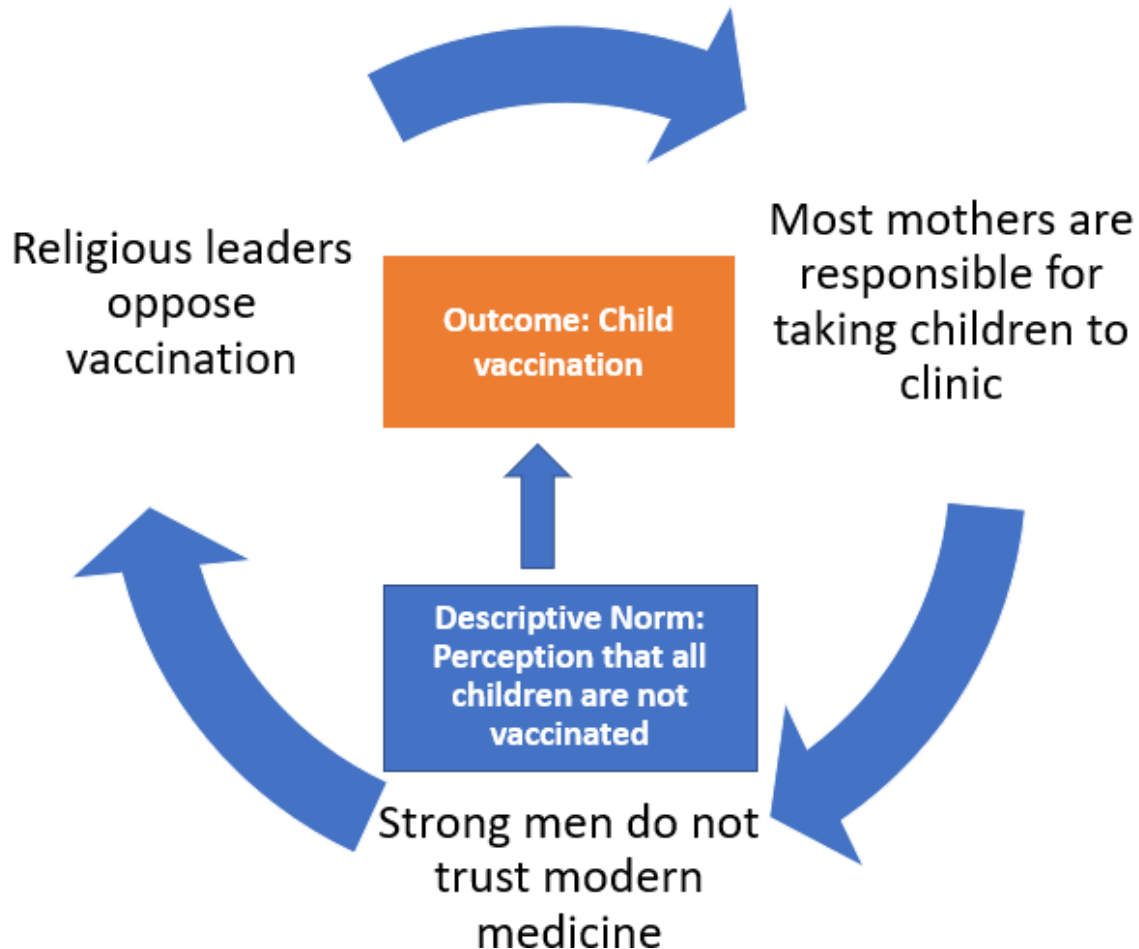 Religious leaders
oppose
vaccination
Most mothers are
responsible for
taking children to
clinic
Outcome: Child
vaccination
Descriptive Norm:
Perception that all
children are not
vaccinated
Strong men do not
trust modern
medicine